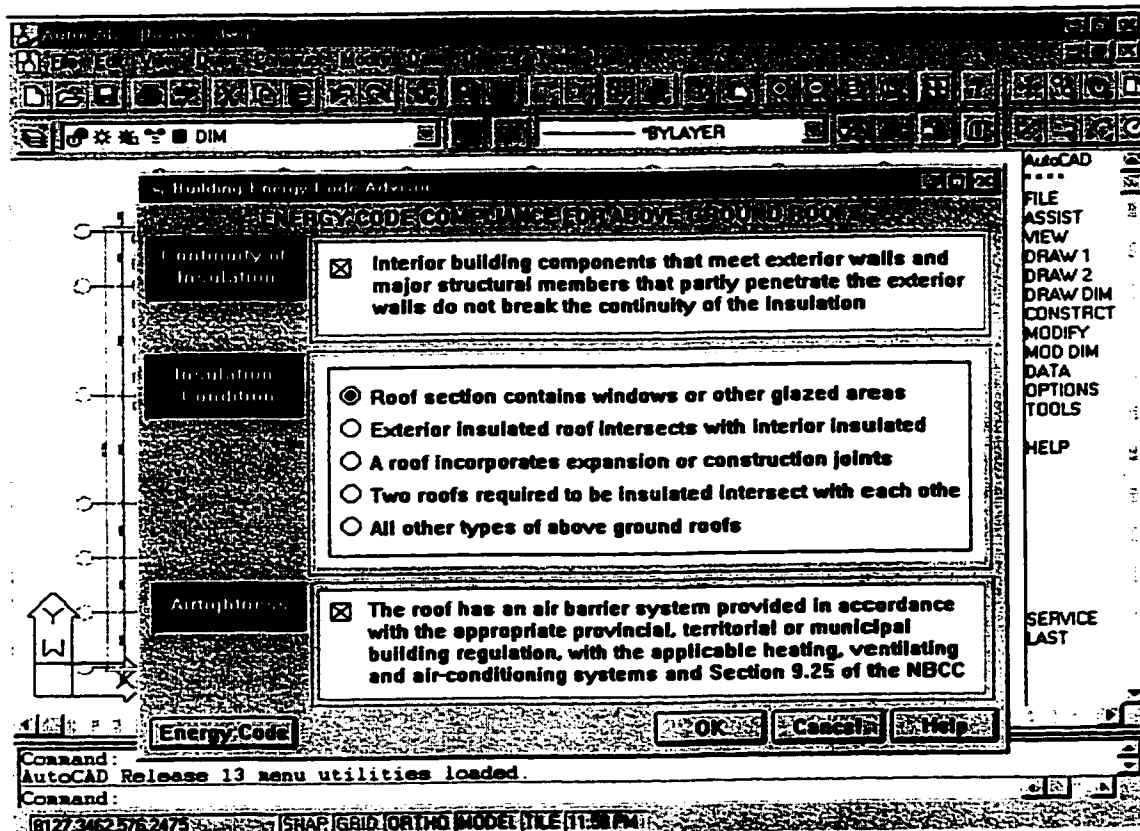 DIM
BYLAYER
AutoCAD
* * * *
FILE
ASSIST
VIEW
DRAW 1
DRAW 2
DRAW DIM
CONSTRCT
MODIFY
MOD DIM
DATA
OPTIONS
TOOLS
HELP
SERVICE
LAST
Building Energy Code Advisor
ENERGY CODE COMPLIANCE FOR ABOVE GROUND ROOFS
Continuity of
Insulation
Interior building components that meet exterior walls and
major structural members that partly penetrate the exterior
walls do not break the continuity of the insulation
Insulation
Condition
Roof section contains windows or other glazed areas
Exterior insulated roof intersects with interior insulated
A roof incorporates expansion or construction joints
Two roofs required to be insulated intersect with each othe
All other types of above ground roofs
Airtightness
The roof has an air barrier system provided in accordance
with the appropriate provincial, territorial or municipal
building regulation, with the applicable heating, ventilating
and air-conditioning systems and Section 9.25 of the NBCC
Energy Code
OK Cancel Help
Y
W
X
Command:
AutoCAD Release 13 menu utilities loaded.
Command:
8127.3462,576.2475 SNAP GRID ORTHO MODEL TILE 11:58 PM